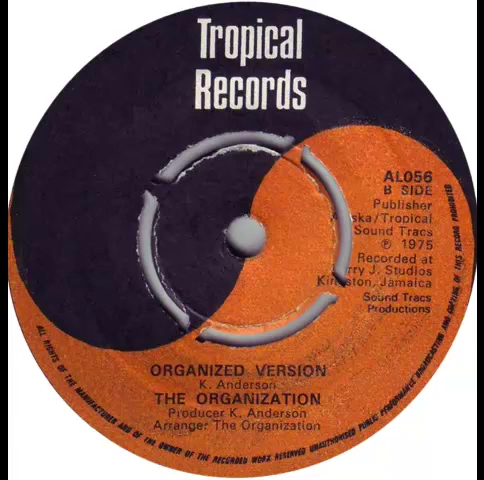 Tropical
Records
AL056
B SIDE
Publisher
/Tropical
Sound Tracs
℗ 1975
Recorded at
J. Studios
Jamaica
Sound Tracs
Productions
ORGANIZED VERSION
K. Anderson
THE ORGANIZATION
Producer K. Anderson
Arranger The Organization
ALL RIGHTS OF THE MANUFACTURER AND OF THE OWNER OF THE RECORDED WORK RESERVED UNAUTHORISED PUBLIC PERFORMANCE BROADCASTING AND COPYING OF THIS RECORD PROHIBITED